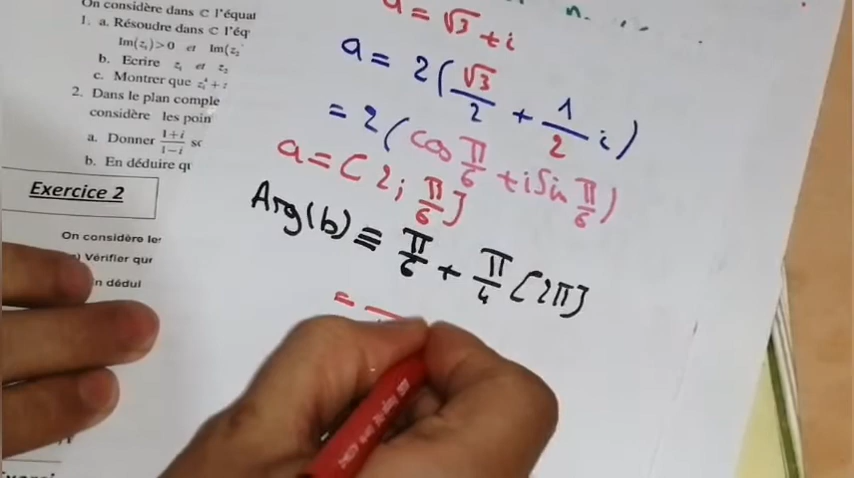 On considère dans ℂ l'équat
1. a. Résoudre dans ℂ l'éq
Im(z₁)>0 et Im(z₂
b. Ecrire z₁ et z₂
c. Montrer que
2. Dans le plan comple
considère les poin
a. Donner (1+i)/(1−i)
b. En déduire q
Exercice 2
On considère le
Vérifier que
n dédui
a = √3 + i
a = 2(√3/2 + 1/2 i)
= 2(cos π/6 + i Sin π/6)
a = [2; π/6]
Arg(b) ≡ π/6 + π/4 [2π]
=